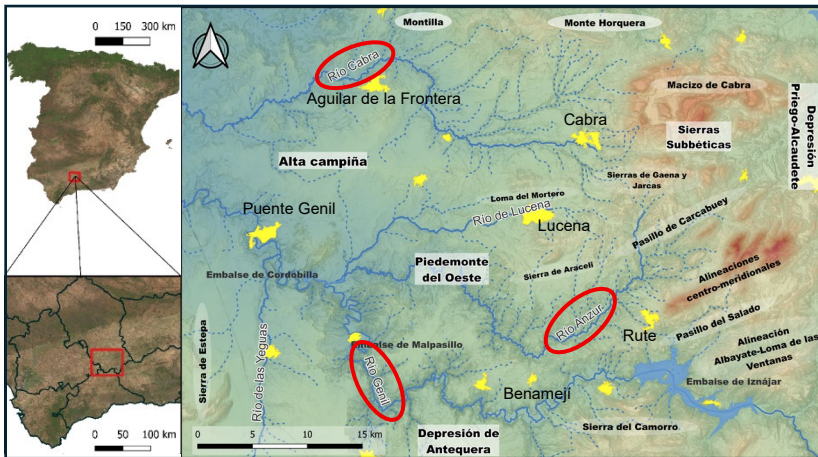 0 150 300 km
0 50 100 km
Montilla
Monte Horquera
Río Cabra
Aguilar de la Frontera
Macizo de Cabra
Cabra
Sierras
Subbéticas
Depresión
Priego-Alcaudete
Alta campiña
Sierras de Gaena y
Jarcas
Loma del Mortero
Río de Lucena
Lucena
Pasillo de Carcabuey
Puente Genil
Piedemonte
del Oeste
Sierra de Araceli
Embalse de Cordobilla
Alineaciones
centro-meridionales
Río Anzur
Rute
Pasillo del Salado
Sierra de Estepa
Río de las Yeguas
Embalse de Malpasillo
Río Genil
Alineación
Albayate-Loma de las
Ventanas
Benamejí
Embalse de Iznájar
Sierra del Camorro
Depresión de
Antequera
0 5 10 15 km